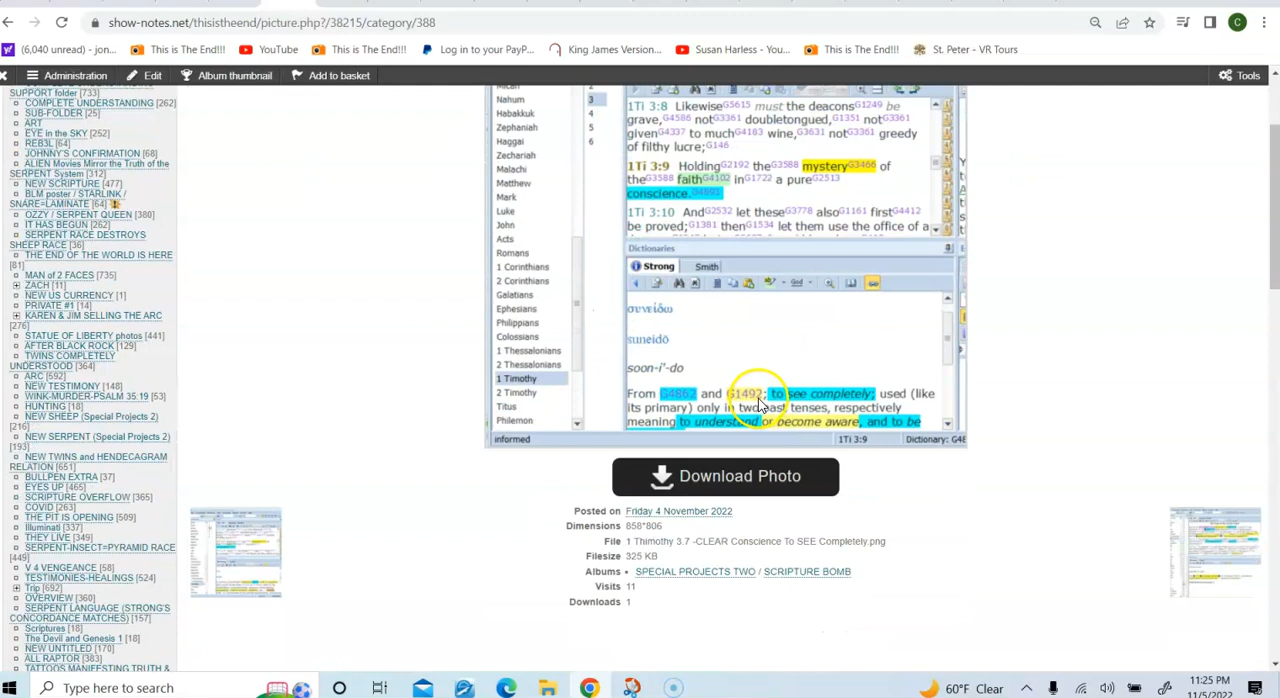 show-notes.net/thisistheend/picture.php?/38215/category/388
(6,040 unread) - jon...
This is The End!!!
YouTube
This is The End!!!
Log in to your PayP...
King James Version...
Susan Harless - You...
This is The End!!!
St. Peter - VR Tours
Administration
Edit
Album thumbnail
Add to basket
Tools
SUPPORT folder [733]
COMPLETE UNDERSTANDING [262]
SUB-FOLDER [25]
ART
EYE in the SKY [252]
REB3L [64]
JOHNNY'S CONFIRMATION [68]
ALIEN Movies Mirror the Truth of the
SERPENT System [312]
NEW SCRIPTURE [477]
BLM poster / STARLINK /
SNARE=LAMINATE [64]
OZZY / SERPENT QUEEN [380]
IT HAS BEGUN [262]
SERPENT RACE DESTROYS
SHEEP RACE [36]
THE END OF THE WORLD IS HERE
[81]
MAN of 2 FACES [735]
ZACH [11]
NEW US CURRENCY [1]
PRIVATE #1 [14]
KAREN & JIM SELLING THE ARC
[276]
STATUE OF LIBERTY photos [441]
AFTER BLACK ROCK [129]
TWINS COMPLETELY
UNDERSTOOD [364]
ARC [592]
NEW TESTIMONY [148]
WINK-MURDER-PSALM 35:19 [53]
HUNTING [18]
NEW SHEEP (Special Projects 2)
[216]
NEW SERPENT (Special Projects 2)
[193]
NEW TWINS and HENDECAGRAM
RELATION [651]
BULLPEN EXTRA [37]
EYES UP [465]
SCRIPTURE OVERFLOW [365]
COVID [263]
THE PIT IS OPENING [509]
Illuminati [337]
THEY LIVE [349]
SERPENT-INSECT=PYRAMID RACE
[449]
V 4 VENGEANCE [58]
TESTIMONIES-HEALINGS [524]
Trip [692]
OVERVIEW [360]
SERPENT LANGUAGE (STRONG'S
CONCORDANCE MATCHES) [157]
Scriptures [18]
The Devil and Genesis 1 [18]
NEW UNTITLED [170]
ALL RAPTOR [383]
TATTOOS MANIFESTING TRUTH &
Micah
Nahum
Habakkuk
Zephaniah
Haggai
Zechariah
Malachi
Matthew
Mark
Luke
John
Acts
Romans
1 Corinthians
2 Corinthians
Galatians
Ephesians
Philippians
Colossians
1 Thessalonians
2 Thessalonians
1 Timothy
2 Timothy
Titus
Philemon
2
3
4
5
6
1Ti 3:8 Likewise G5615 must the deacons G1249 be
grave, G4586 not G3361 doubletongued, G1351 not G3361
given G4337 to much G4183 wine, G3631 not G3361 greedy
of filthy lucre; G146
1Ti 3:9 Holding G2192 the G3588 mystery G3466 of
the G3588 faith G4102 in G1722 a pure G2513
conscience. G4893
1Ti 3:10 And G2532 let these G3778 also G1161 first G4412
be proved; G1381 then G1534 let them use the office of a
Dictionaries
Strong
Smith
συνείδω
suneidō
soon-i'-do
From G4862 and G1492; to see completely; used (like
its primary) only in two past tenses, respectively
meaning to understand or become aware, and to be
informed
1Ti 3:9
Dictionary: G48
Download Photo
Posted on Friday 4 November 2022
Dimensions 858*806
File 1 Thimothy 3.7 -CLEAR Conscience To SEE Completely.png
Filesize 325 KB
Albums • SPECIAL PROJECTS TWO / SCRIPTURE BOMB
Visits 11
Downloads 1
Type here to search
60°F Clear
11:25 PM
11/5/2022